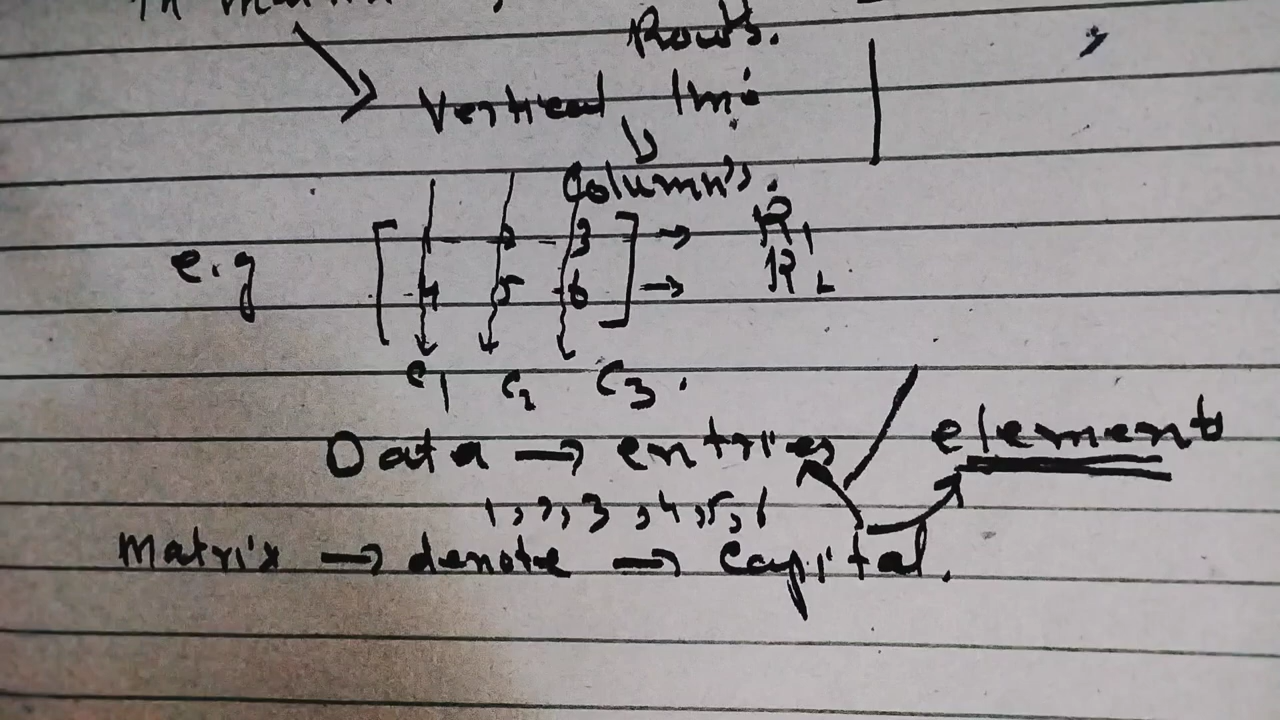 In
Rows.
Vertical line
Columns.
e.g [ 1 - 2 - 3 ] → R1
4 5 6 → R2
C1 C2 C3.
Data → entries / elements
1, 2, 3, 4, 5, 6
Matrix → denote → Capital.